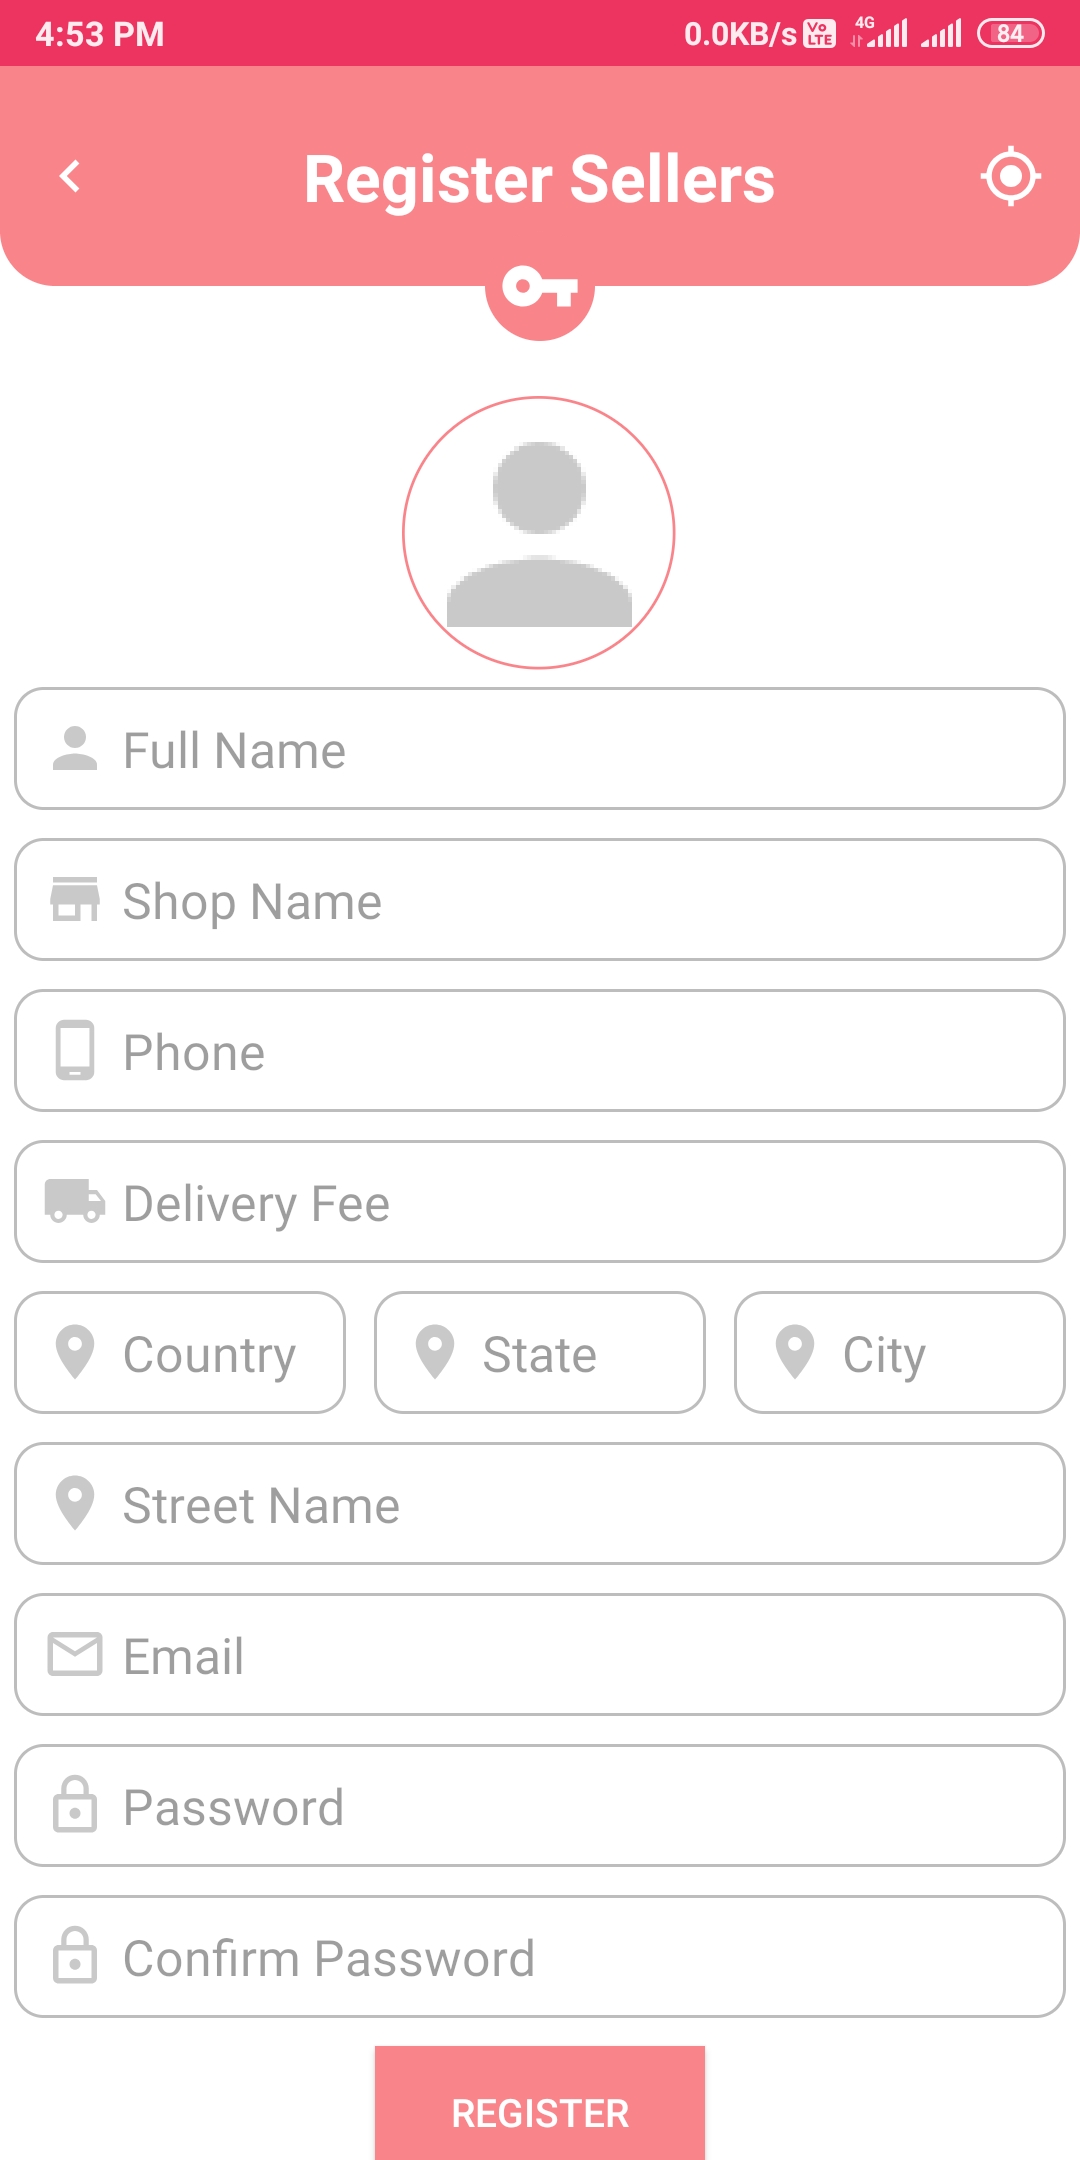 4:53 PM 0.0KB/s Vo LTE 4G 84
Register Sellers
Full Name
Shop Name
Phone
Delivery Fee
Country State City
Street Name
Email
Password
Confirm Password
REGISTER